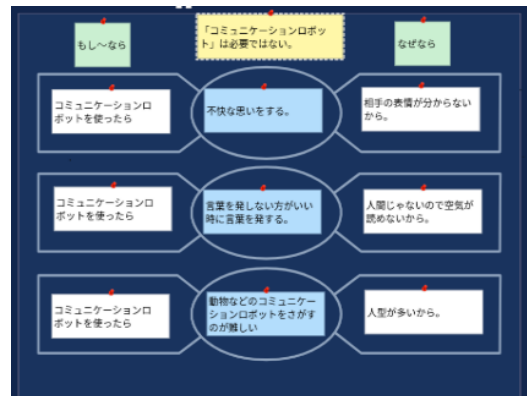 もし～なら
「コミュニケーションロボッ
ト」は必要ではない。
なぜなら
コミュニケーションロ
ボットを使ったら
不快な思いをする。
相手の表情が分からない
から。
コミュニケーションロ
ボットを使ったら
言葉を発しない方がいい
時に言葉を発する。
人間じゃないので空気が
読めないから。
コミュニケーションロ
ボットを使ったら
動物などのコミュニケー
ションロボットをさがす
のが難しい
人型が多いから。